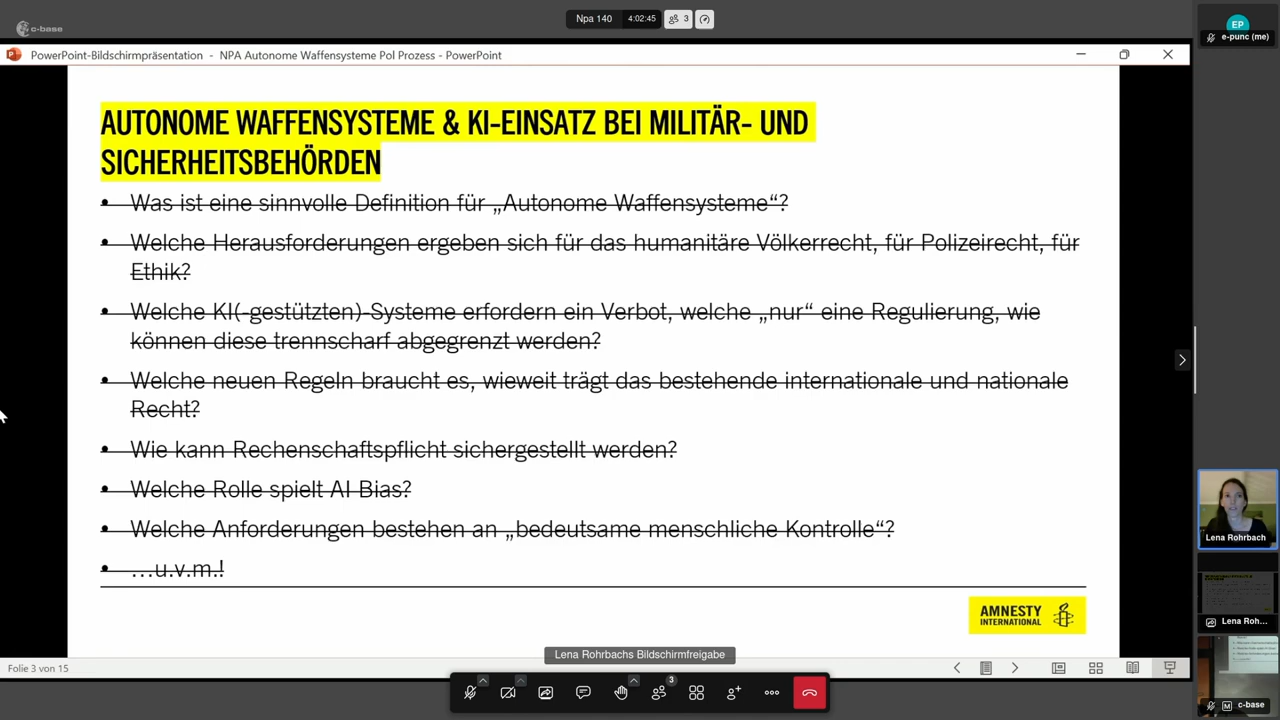 c-base
Npa 140
4:02:45
3
EP
e-punc (me)
PowerPoint-Bildschirmpräsentation - NPA Autonome Waffensysteme Pol Prozess - PowerPoint
AUTONOME WAFFENSYSTEME & KI-EINSATZ BEI MILITÄR- UND
SICHERHEITSBEHÖRDEN
• Was ist eine sinnvolle Definition für „Autonome Waffensysteme“?
• Welche Herausforderungen ergeben sich für das humanitäre Völkerrecht, für Polizeirecht, für
Ethik?
• Welche KI(-gestützten)-Systeme erfordern ein Verbot, welche „nur“ eine Regulierung, wie
können diese trennscharf abgegrenzt werden?
• Welche neuen Regeln braucht es, wieweit trägt das bestehende internationale und nationale
Recht?
• Wie kann Rechenschaftspflicht sichergestellt werden?
• Welche Rolle spielt AI Bias?
• Welche Anforderungen bestehen an „bedeutsame menschliche Kontrolle“?
• …u.v.m.!
AMNESTY
INTERNATIONAL
Lena Rohrbach
Lena Roh...
Lena Rohrbachs Bildschirmfreigabe
Folie 3 von 15
3
M
c-base